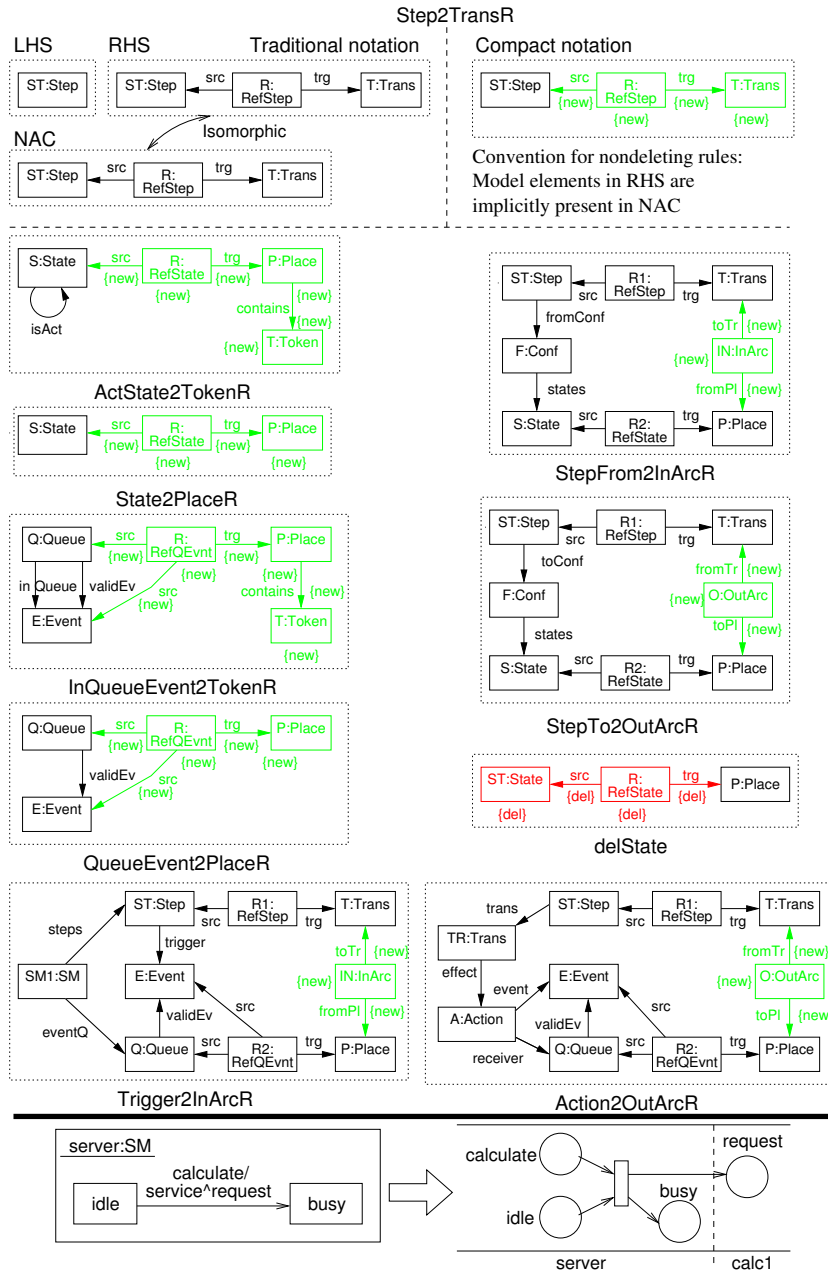 Step2TransR
LHS
RHS
Traditional notation
ST:Step
ST:Step
src
R:
RefStep
trg
T:Trans
Isomorphic
NAC
ST:Step
src
R:
RefStep
trg
T:Trans
Compact notation
ST:Step
src
{new}
R:
RefStep
{new}
trg
{new}
T:Trans
{new}
Convention for nondeleting rules:
Model elements in RHS are
implicitly present in NAC
S:State
isAct
src
{new}
R:
RefState
{new}
trg
{new}
P:Place
{new}
contains
{new}
{new}
T:Token
ActState2TokenR
S:State
src
{new}
R:
RefState
{new}
trg
{new}
P:Place
{new}
State2PlaceR
Q:Queue
src
{new}
R:
RefQEvnt
{new}
trg
{new}
P:Place
{new}
in Queue
validEv
src
{new}
contains
{new}
E:Event
T:Token
{new}
InQueueEvent2TokenR
Q:Queue
src
{new}
R:
RefQEvnt
{new}
trg
{new}
P:Place
{new}
validEv
src
{new}
E:Event
QueueEvent2PlaceR
ST:Step
src
R1:
RefStep
trg
T:Trans
fromConf
toTr
{new}
F:Conf
{new}
IN:InArc
states
fromPl
{new}
S:State
src
R2:
RefState
trg
P:Place
StepFrom2InArcR
ST:Step
src
R1:
RefStep
trg
T:Trans
toConf
fromTr
{new}
F:Conf
{new}
O:OutArc
states
toPl
{new}
S:State
src
R2:
RefState
trg
P:Place
StepTo2OutArcR
ST:State
{del}
src
{del}
R:
RefState
{del}
trg
{del}
P:Place
delState
ST:Step
src
R1:
RefStep
trg
T:Trans
steps
trigger
toTr
{new}
SM1:SM
E:Event
{new}
IN:InArc
src
fromPl
{new}
eventQ
validEv
Q:Queue
src
R2:
RefQEvnt
trg
P:Place
Trigger2InArcR
trans
ST:Step
src
R1:
RefStep
trg
T:Trans
TR:Trans
fromTr
{new}
effect
event
E:Event
{new}
O:OutArc
src
A:Action
validEv
toPl
{new}
receiver
Q:Queue
src
R2:
RefQEvnt
trg
P:Place
Action2OutArcR
server:SM
calculate/
service^request
idle
busy
calculate
request
busy
idle
server
calc1